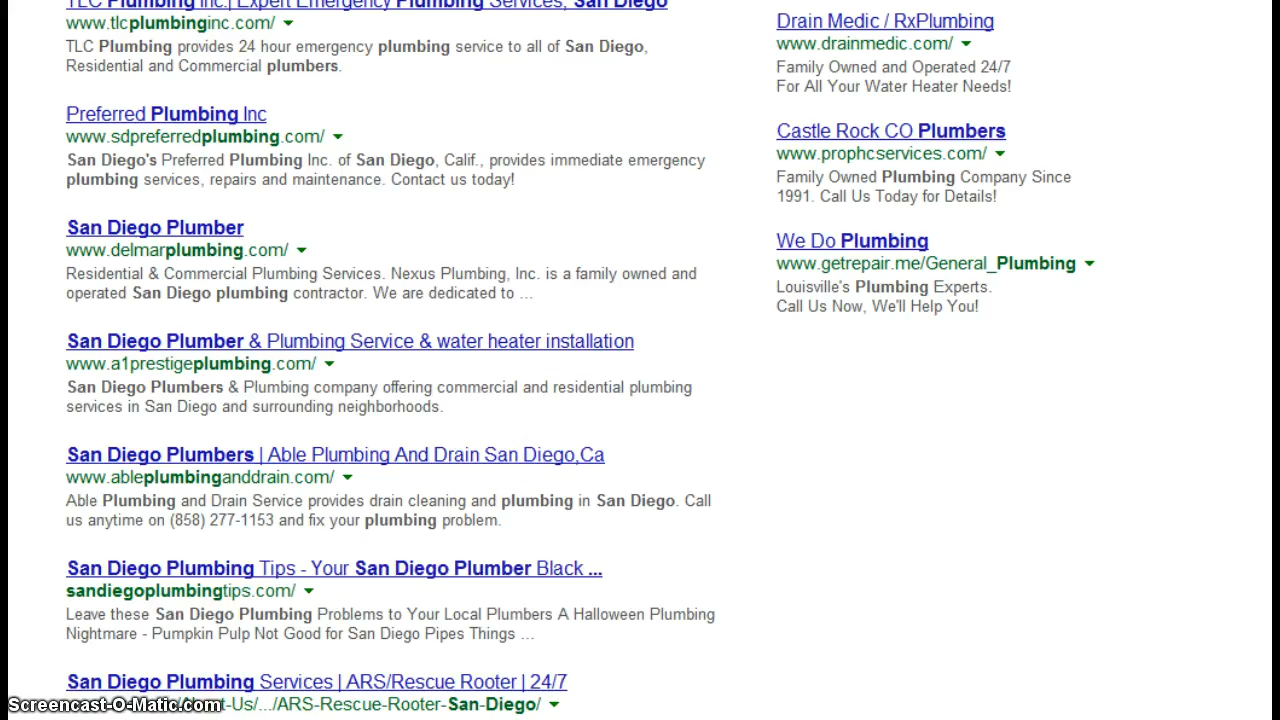 TLC Plumbing Inc.| Expert Emergency Plumbing Services, San Diego
www.tlcplumbinginc.com/
TLC Plumbing provides 24 hour emergency plumbing service to all of San Diego,
Residential and Commercial plumbers.
Preferred Plumbing Inc
www.sdpreferredplumbing.com/
San Diego's Preferred Plumbing Inc. of San Diego, Calif., provides immediate emergency
plumbing services, repairs and maintenance. Contact us today!
San Diego Plumber
www.delmarplumbing.com/
Residential & Commercial Plumbing Services. Nexus Plumbing, Inc. is a family owned and
operated San Diego plumbing contractor. We are dedicated to ...
San Diego Plumber & Plumbing Service & water heater installation
www.a1prestigeplumbing.com/
San Diego Plumbers & Plumbing company offering commercial and residential plumbing
services in San Diego and surrounding neighborhoods.
San Diego Plumbers | Able Plumbing And Drain San Diego,Ca
www.ableplumbinganddrain.com/
Able Plumbing and Drain Service provides drain cleaning and plumbing in San Diego. Call
us anytime on (858) 277-1153 and fix your plumbing problem.
San Diego Plumbing Tips - Your San Diego Plumber Black ...
sandiegoplumbingtips.com/
Leave these San Diego Plumbing Problems to Your Local Plumbers A Halloween Plumbing
Nightmare - Pumpkin Pulp Not Good for San Diego Pipes Things ...
San Diego Plumbing Services | ARS/Rescue Rooter | 24/7
t-Us/.../ARS-Rescue-Rooter-San-Diego/
Drain Medic / RxPlumbing
www.drainmedic.com/
Family Owned and Operated 24/7
For All Your Water Heater Needs!
Castle Rock CO Plumbers
www.prophcservices.com/
Family Owned Plumbing Company Since
1991. Call Us Today for Details!
We Do Plumbing
www.getrepair.me/General_Plumbing
Louisville's Plumbing Experts.
Call Us Now, We'll Help You!
Screencast-O-Matic.com